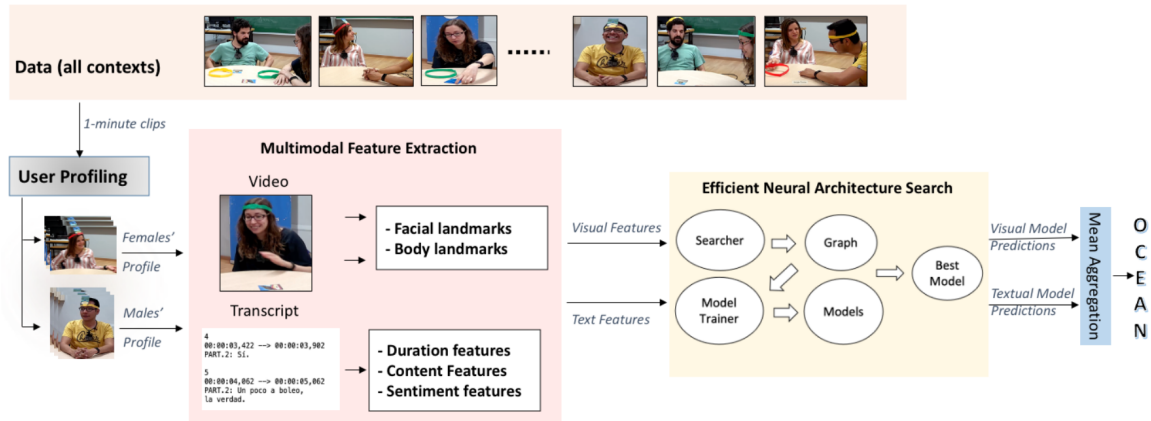 Data (all contexts)
1-minute clips
User Profiling
Females'
Profile
Males'
Profile
Multimodal Feature Extraction
Video
- Facial landmarks
- Body landmarks
Transcript
4
00:00:03,422 --> 00:00:03,902
PART.2: Sí.
5
00:00:04,062 --> 00:00:05,062
PART.2: Un poco a boleo,
la verdad.
- Duration features
- Content Features
- Sentiment features
Visual Features
Text Features
Efficient Neural Architecture Search
Searcher
Graph
Model
Trainer
Models
Best
Model
Visual Model
Predictions
Textual Model
Predictions
Mean Aggregation
O
C
E
A
N